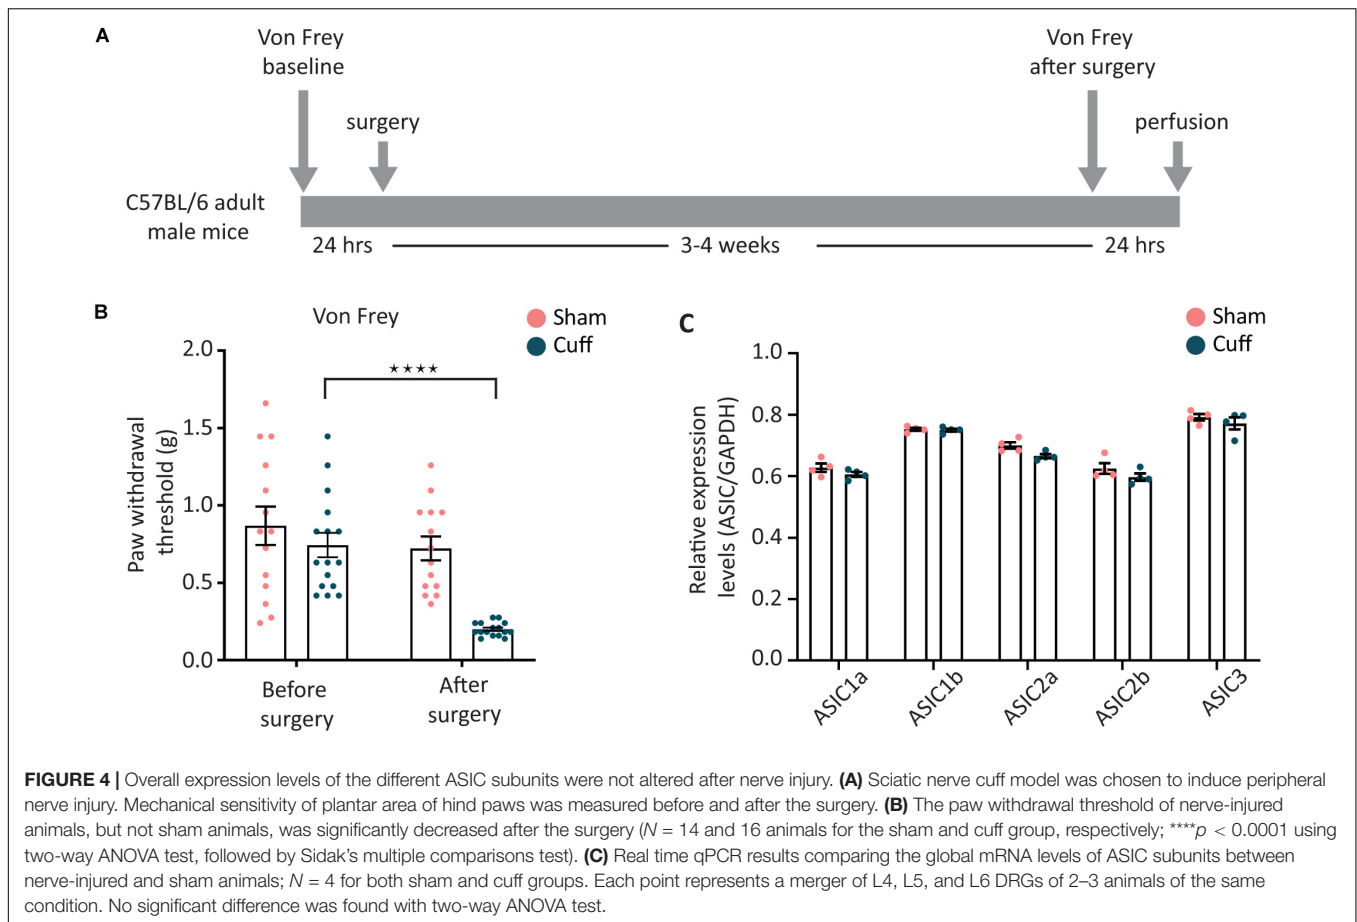 A
Von Frey
baseline
surgery
Von Frey
after surgery
perfusion
C57BL/6 adult
male mice
24 hrs
3-4 weeks
24 hrs
B
Von Frey
Sham
Cuff
Paw withdrawal
threshold (g)
2.0
1.5
1.0
0.5
0.0
★★★★
Before
surgery
After
surgery
C
Sham
Cuff
Relative expression
levels (ASIC/GAPDH)
1.0
0.8
0.6
0.4
0.2
0.0
ASIC1a
ASIC1b
ASIC2a
ASIC2b
ASIC3
FIGURE 4 | Overall expression levels of the different ASIC subunits were not altered after nerve injury. (A) Sciatic nerve cuff model was chosen to induce peripheral
nerve injury. Mechanical sensitivity of plantar area of hind paws was measured before and after the surgery. (B) The paw withdrawal threshold of nerve-injured
animals, but not sham animals, was significantly decreased after the surgery (N = 14 and 16 animals for the sham and cuff group, respectively; ****p < 0.0001 using
two-way ANOVA test, followed by Sidak's multiple comparisons test). (C) Real time qPCR results comparing the global mRNA levels of ASIC subunits between
nerve-injured and sham animals; N = 4 for both sham and cuff groups. Each point represents a merger of L4, L5, and L6 DRGs of 2–3 animals of the same
condition. No significant difference was found with two-way ANOVA test.